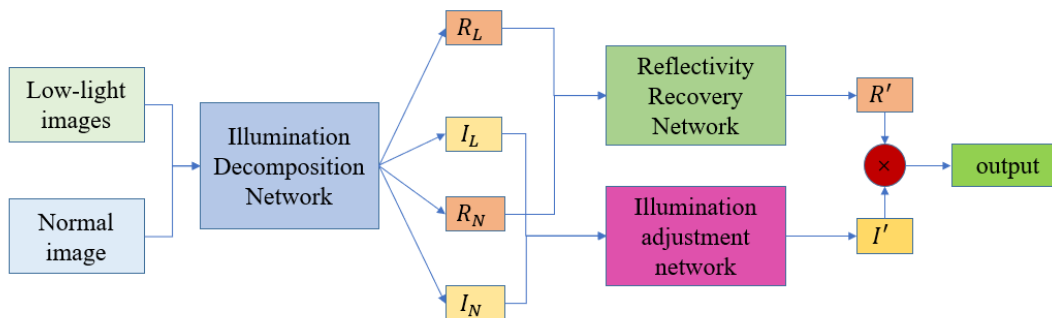 Low-light
images
Normal
image
Illumination
Decomposition
Network
R_L
I_L
R_N
I_N
Reflectivity
Recovery
Network
Illumination
adjustment
network
R′
×
I′
output